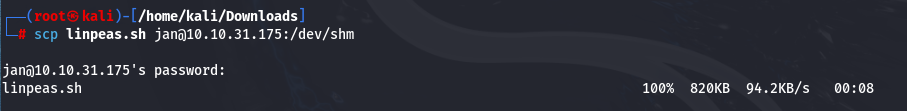 ┌──(root㉿kali)-[/home/kali/Downloads]
└─# scp linpeas.sh jan@10.10.31.175:/dev/shm
jan@10.10.31.175's password:
linpeas.sh 100% 820KB 94.2KB/s 00:08